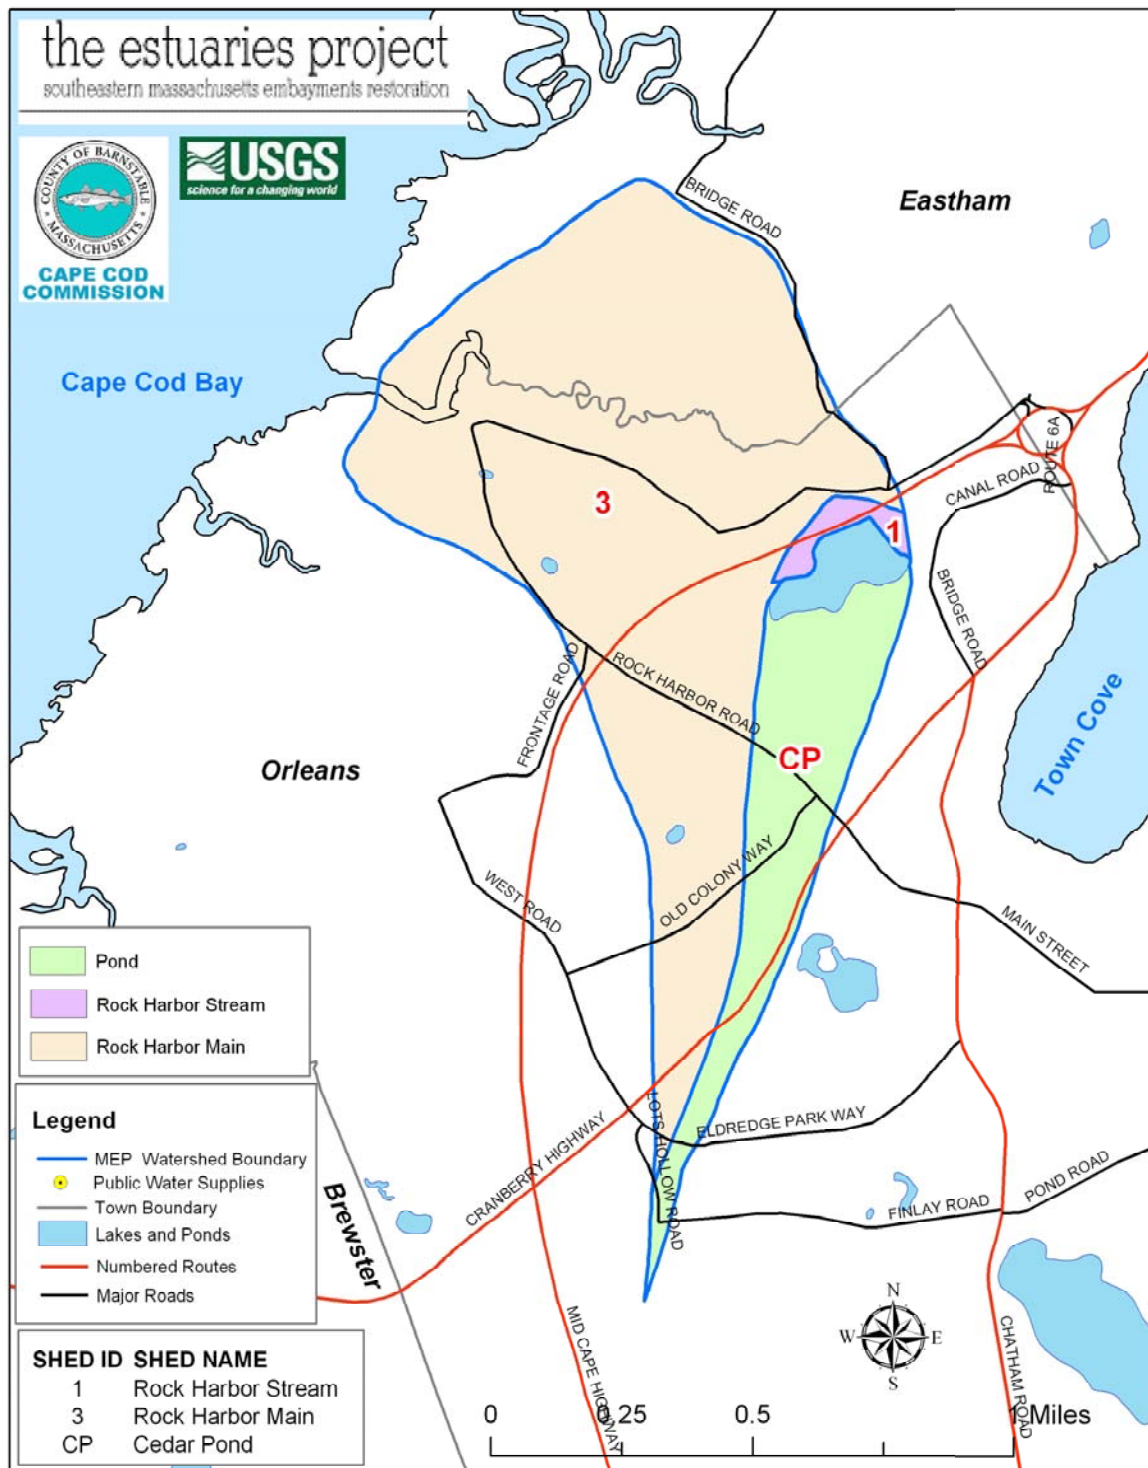 the estuaries project
southeastern massachusetts embayments restoration
COUNTY OF BARNSTABLE
MASSACHUSETTS
CAPE COD
COMMISSION
USGS
science for a changing world
Eastham
BRIDGE ROAD
Cape Cod Bay
ROUTE 6A
CANAL ROAD
3
1
BRIDGE ROAD
ROCK HARBOR ROAD
FRONTAGE ROAD
Town Cove
CP
Orleans
OLD COLONY WAY
WEST ROAD
MAIN STREET
Pond
Rock Harbor Stream
Rock Harbor Main
LOTS HOLLOW ROAD
ELDREDGE PARK WAY
CRANBERRY HIGHWAY
POND ROAD
FINLAY ROAD
Brewster
Legend
MEP Watershed Boundary
Public Water Supplies
Town Boundary
Lakes and Ponds
Numbered Routes
Major Roads
N
W E
S
MID CAPE HIGHWAY
CHATHAM ROAD
SHED ID SHED NAME
1 Rock Harbor Stream
3 Rock Harbor Main
CP Cedar Pond
0 0.25 0.5 1 Miles